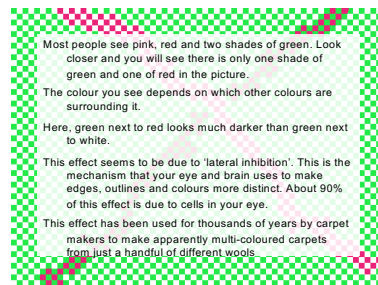 Most people see pink, red and two shades of green. Look
closer and you will see there is only one shade of
green and one of red in the picture.
The colour you see depends on which other colours are
surrounding it.
Here, green next to red looks much darker than green next
to white.
This effect seems to be due to ‘lateral inhibition’. This is the
mechanism that your eye and brain uses to make
edges, outlines and colours more distinct. About 90%
of this effect is due to cells in your eye.
This effect has been used for thousands of years by carpet
makers to make apparently multi-coloured carpets
from just a handful of different wools